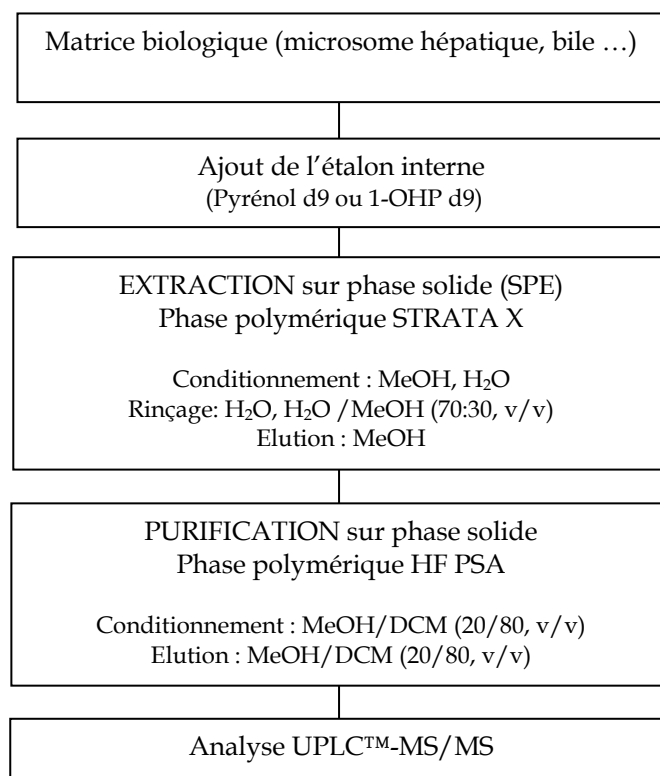 Matrice biologique (microsome hépatique, bile …)
Ajout de l’étalon interne
(Pyrénol d9 ou 1-OHP d9)
EXTRACTION sur phase solide (SPE)
Phase polymérique STRATA X
Conditionnement : MeOH, H₂O
Rinçage: H₂O, H₂O /MeOH (70:30, v/v)
Elution : MeOH
PURIFICATION sur phase solide
Phase polymérique HF PSA
Conditionnement : MeOH/DCM (20/80, v/v)
Elution : MeOH/DCM (20/80, v/v)
Analyse UPLC™-MS/MS